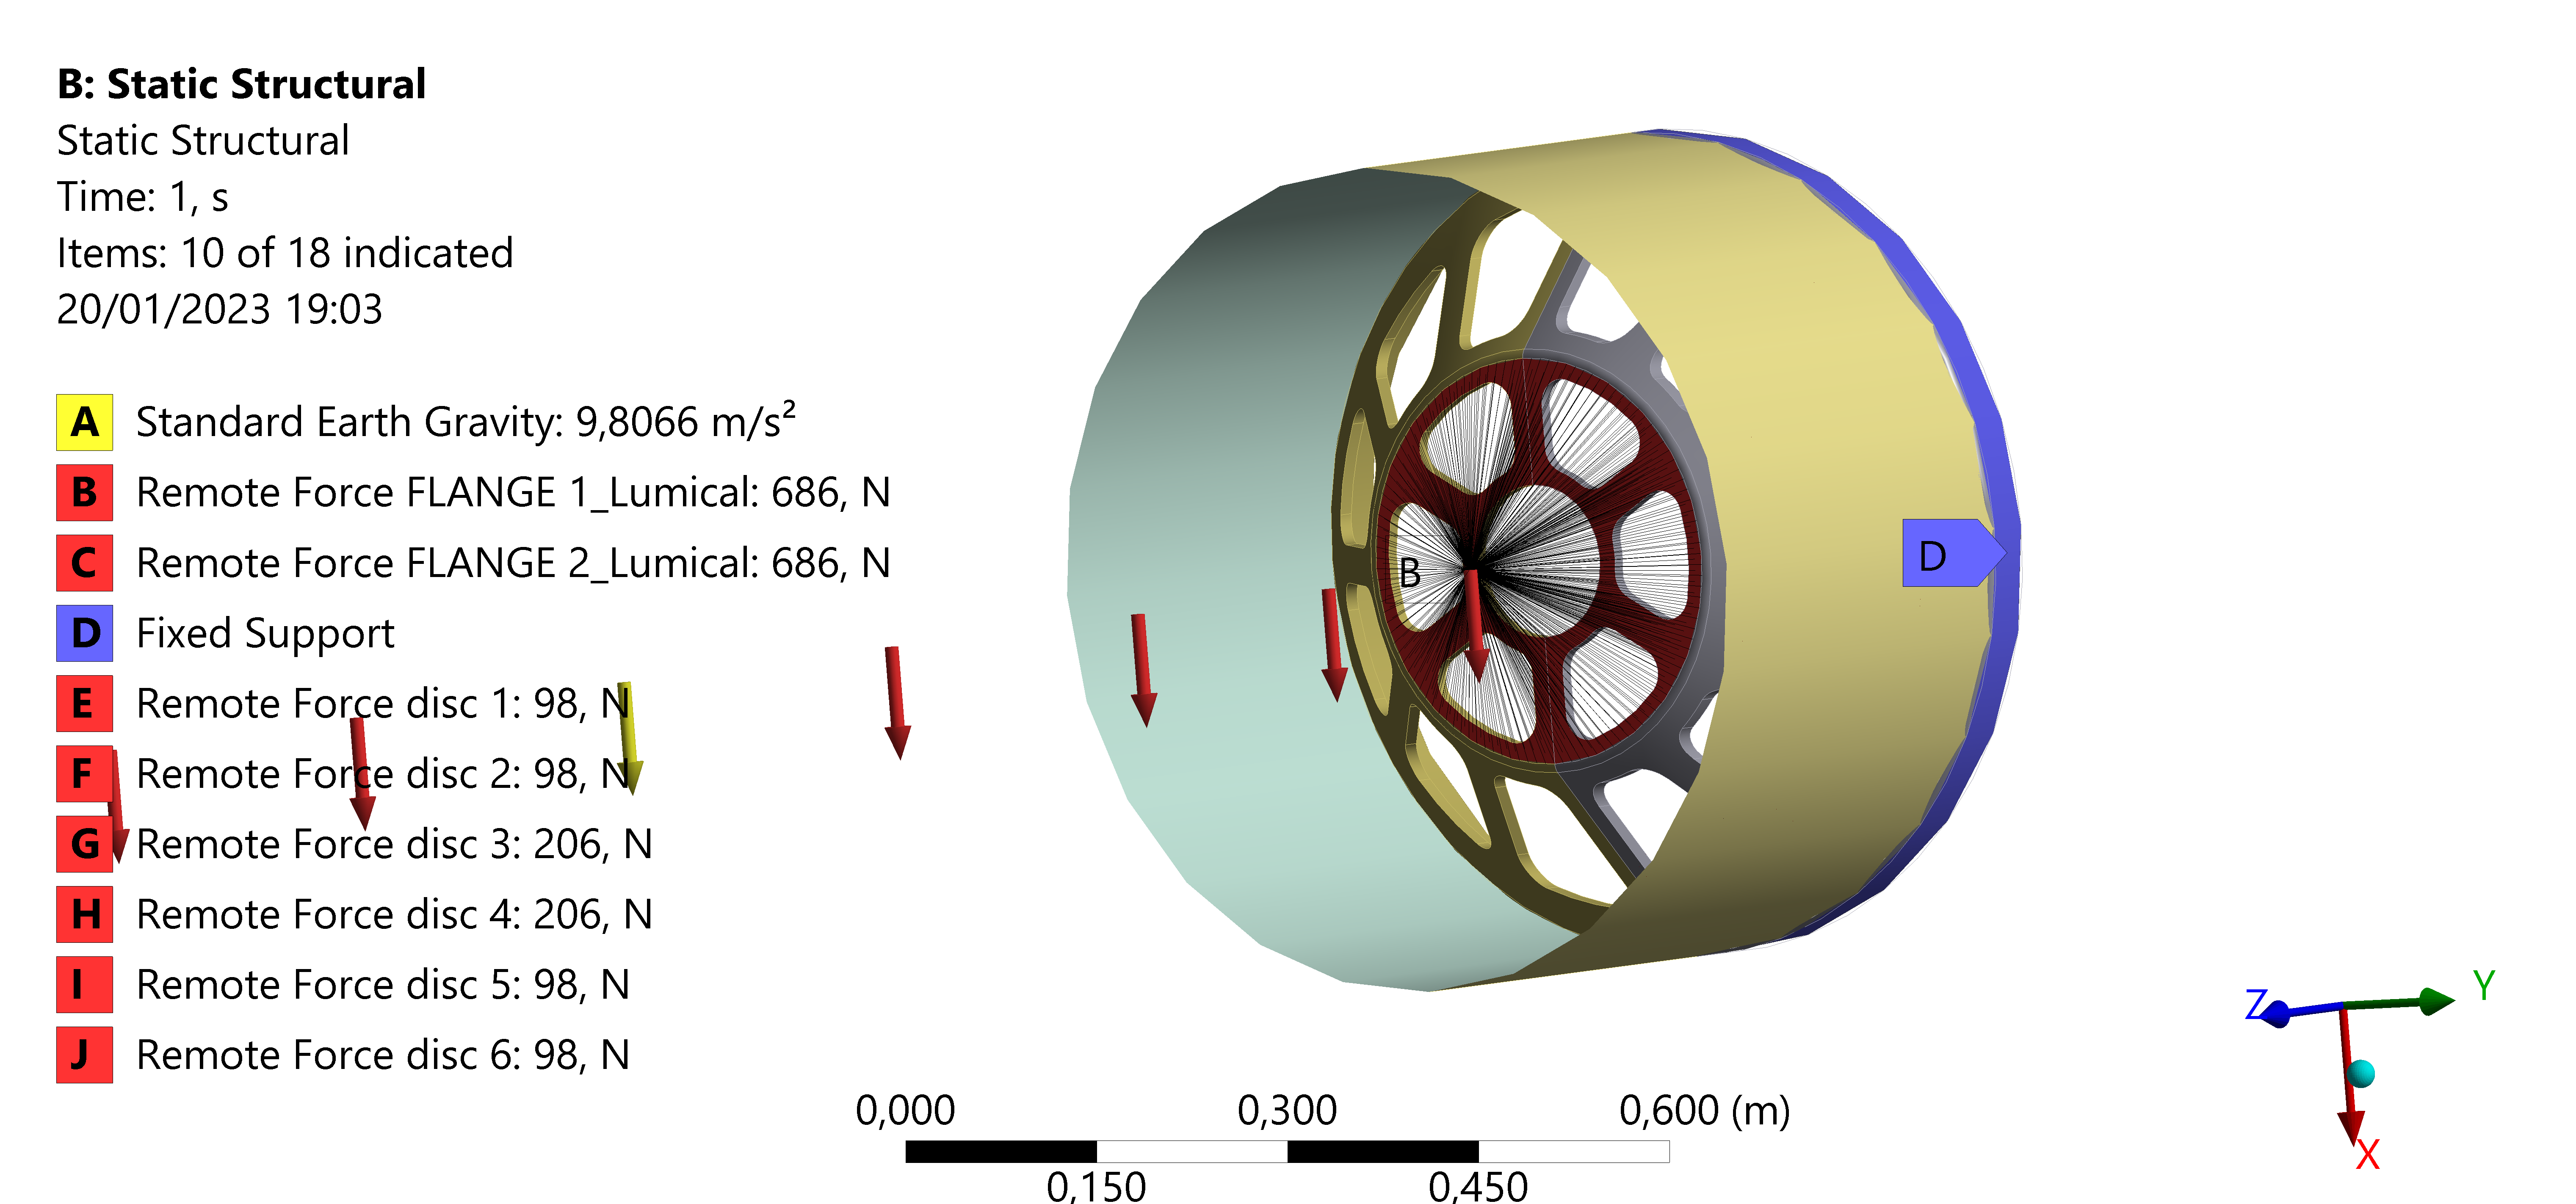 B: Static Structural
Static Structural
Time: 1, s
Items: 10 of 18 indicated
20/01/2023 19:03
A Standard Earth Gravity: 9,8066 m/s²
B Remote Force FLANGE 1_Lumical: 686, N
C Remote Force FLANGE 2_Lumical: 686, N
D Fixed Support
E Remote Force disc 1: 98, N
F Remote Force disc 2: 98, N
G Remote Force disc 3: 206, N
H Remote Force disc 4: 206, N
I Remote Force disc 5: 98, N
J Remote Force disc 6: 98, N
B
D
0,000 0,300 0,600 (m)
0,150 0,450
Z
Y
X